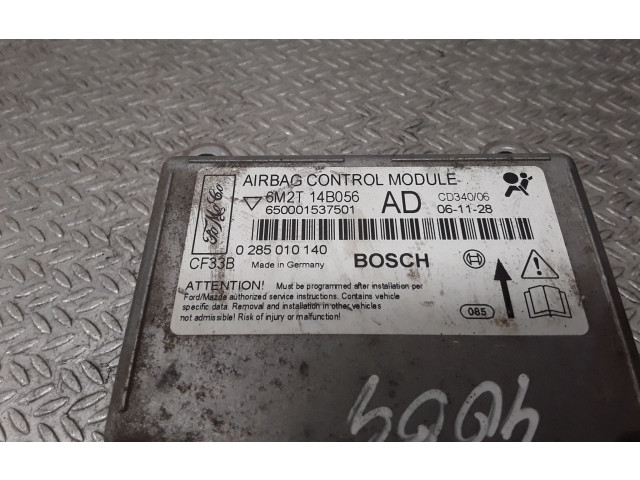 AIRBAG CONTROL MODULE
6M2T 14B056 AD CD340/06
650001537501 06-11-28
FoMoCo
0 285 010 140
CF33B Made in Germany BOSCH
ATTENTION! Must be programmed after installation per
Ford/Mazda authorized service instructions. Contains vehicle
specific data. Removal and installation in other vehicles
not admissible! Risk of injury or malfunction!
085